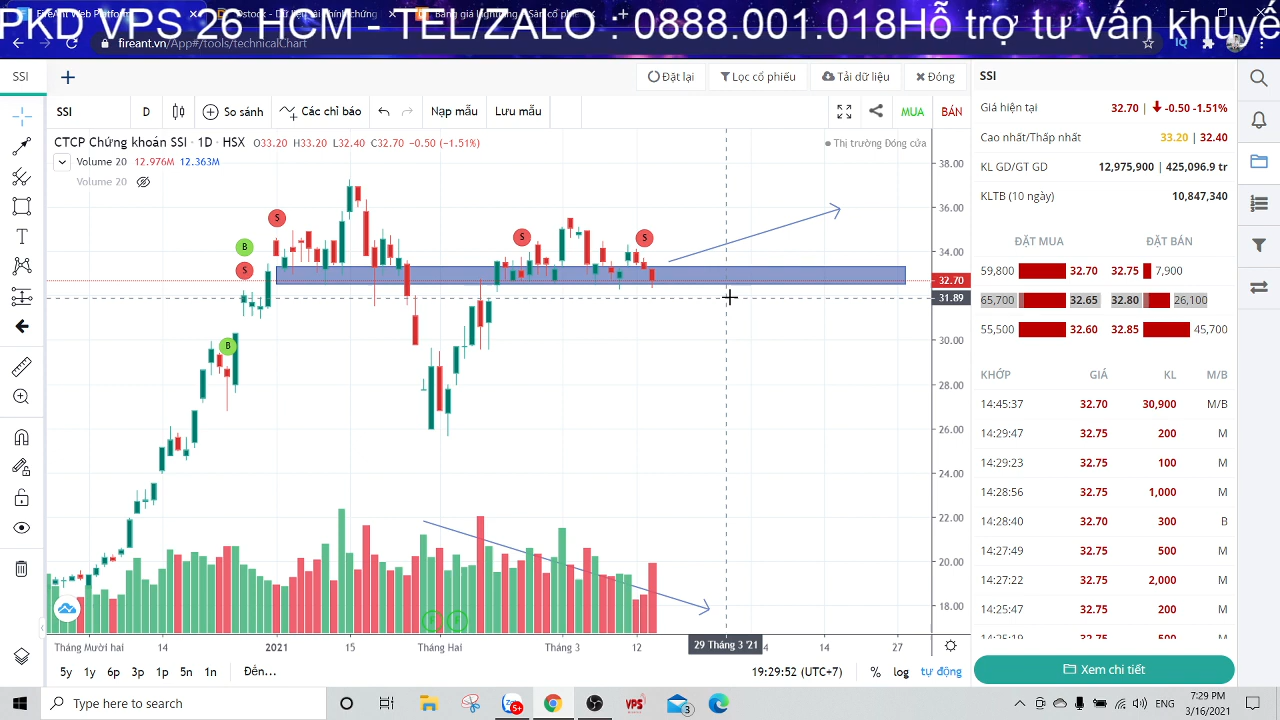 PKD VPS 26 HCM - TEL/ZALO : 0888.001.018Hỗ trợ tư vấn khuyế
fireant.vn/App#/tools/technicalChart
IQ
SSI
Đặt lại
Lọc cổ phiếu
Tải dữ liệu
Đóng
SSI
SSI
D
So sánh
Các chỉ báo
Nạp mẫu
Lưu mẫu
MUA
BÁN
CTCP Chứng khoán SSI · 1D · HSX O33.20 H33.20 L32.40 C32.70 −0.50 (−1.51%)
Thị trường Đóng cửa
Volume 20 12.976M 12.363M
Volume 20
38.00
36.00
34.00
32.70
31.89
30.00
28.00
26.00
24.00
22.00
20.00
18.00
S
B
S
B
S
S
Tháng Mười hai
14
2021
15
Tháng Hai
Tháng 3
12
29 Tháng 3 '21
4
14
27
5y
1y
6p
3p
1p
5n
1n
Đến...
19:29:52 (UTC+7)
%
log
tự động
Giá hiện tại 32.70 | -0.50 -1.51%
Cao nhất/Thấp nhất 33.20 | 32.40
KL GD/GT GD 12,975,900 | 425,096.9 tr
KLTB (10 ngày) 10,847,340
ĐẶT MUA ĐẶT BÁN
59,800 32.70 32.75 7,900
65,700 32.65 32.80 26,100
55,500 32.60 32.85 45,700
KHỚP GIÁ KL M/B
14:45:37 32.70 30,900 M/B
14:29:47 32.75 200 M
14:29:23 32.75 100 M
14:28:56 32.75 1,000 M
14:28:40 32.70 300 B
14:27:49 32.75 500 M
14:27:22 32.75 2,000 M
14:25:47 32.75 200 M
14:25:19 32.75 500 M
Xem chi tiết
Type here to search
5+
VPS
3
ENG
7:29 PM
3/16/2021